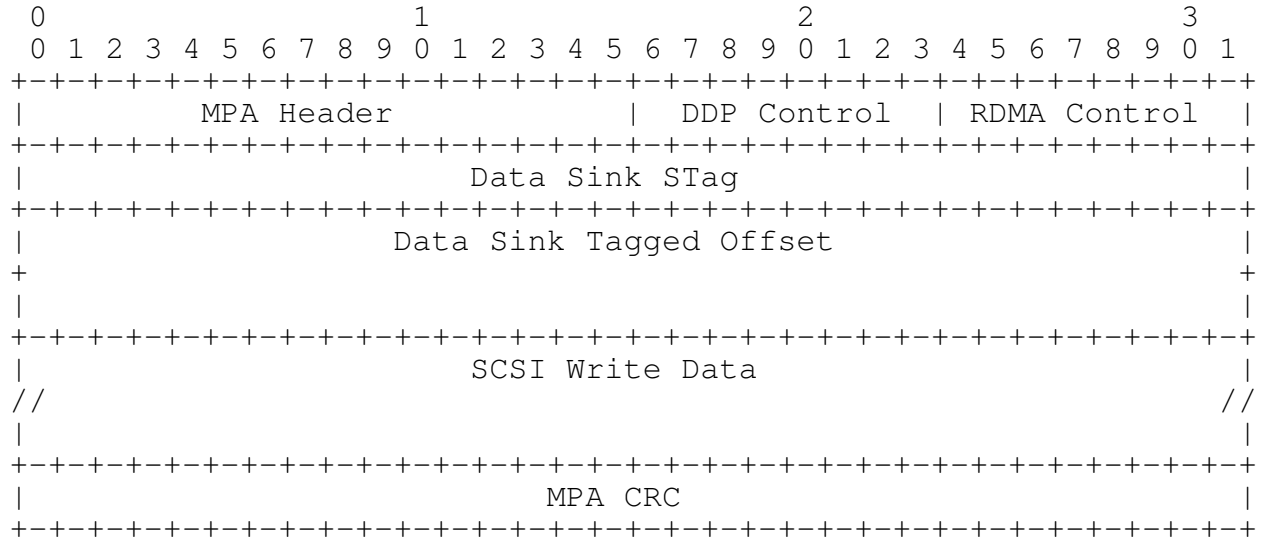 0                   1                   2                   3
 0 1 2 3 4 5 6 7 8 9 0 1 2 3 4 5 6 7 8 9 0 1 2 3 4 5 6 7 8 9 0 1
+-+-+-+-+-+-+-+-+-+-+-+-+-+-+-+-+-+-+-+-+-+-+-+-+-+-+-+-+-+-+-+-+
|         MPA Header            |  DDP Control  | RDMA Control  |
+-+-+-+-+-+-+-+-+-+-+-+-+-+-+-+-+-+-+-+-+-+-+-+-+-+-+-+-+-+-+-+-+
|                       Data Sink STag                          |
+-+-+-+-+-+-+-+-+-+-+-+-+-+-+-+-+-+-+-+-+-+-+-+-+-+-+-+-+-+-+-+-+
|                   Data Sink Tagged Offset                     |
+                                                               +
|                                                               |
+-+-+-+-+-+-+-+-+-+-+-+-+-+-+-+-+-+-+-+-+-+-+-+-+-+-+-+-+-+-+-+-+
|                       SCSI Write Data                         |
//                                                             //
|                                                               |
+-+-+-+-+-+-+-+-+-+-+-+-+-+-+-+-+-+-+-+-+-+-+-+-+-+-+-+-+-+-+-+-+
|                           MPA CRC                             |
+-+-+-+-+-+-+-+-+-+-+-+-+-+-+-+-+-+-+-+-+-+-+-+-+-+-+-+-+-+-+-+-+